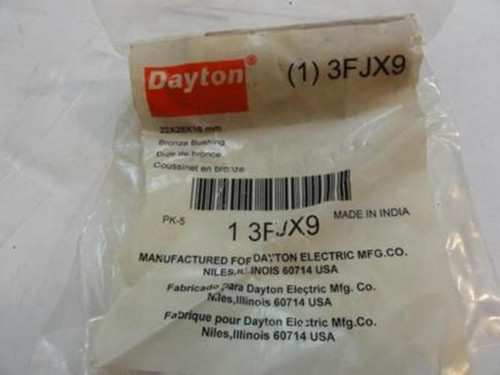 Dayton®
(1) 3FJX9
22X28X16 mm
Bronze Bushing
Buje de bronce
Coussinet en bronze
PK-5
1 3FJX9
MADE IN INDIA
MANUFACTURED FOR DAYTON ELECTRIC MFG.CO.
NILES,ILLINOIS 60714 USA
Fabricado para Dayton Electric Mfg. Co.
Niles,Illinois 60714 USA
Fabrique pour Dayton Electric Mfg.Co.
Niles,Illinois 60714 USA